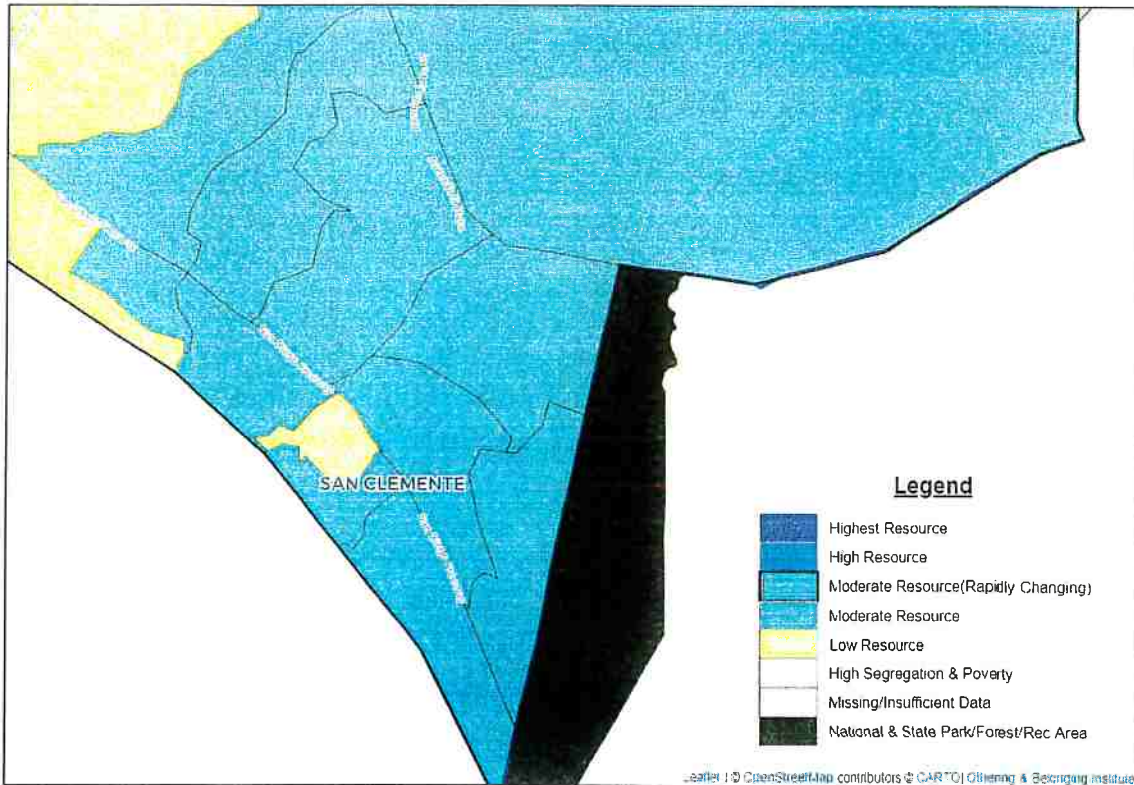 SAN CLEMENTE
Legend
Highest Resource
High Resource
Moderate Resource(Rapidly Changing)
Moderate Resource
Low Resource
High Segregation & Poverty
Missing/Insufficient Data
National & State Park/Forest/Rec Area
Leaflet | © OpenStreetMap contributors © CARTO | Othering & Belonging Institute